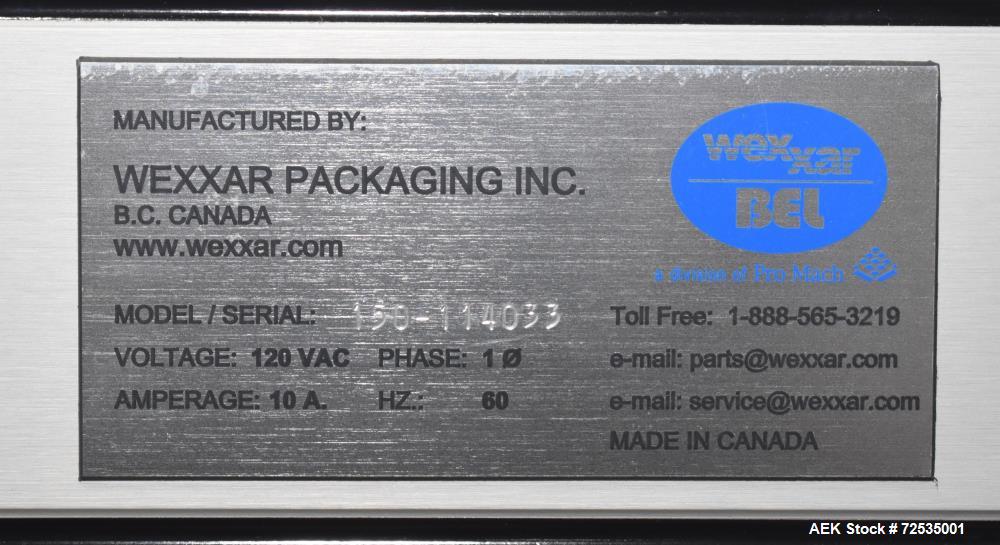 MANUFACTURED BY:
WEXXAR PACKAGING INC.
B.C. CANADA
www.wexxar.com
wexxar
BEL
a division of Pro Mach
MODEL / SERIAL: 150-114033
Toll Free: 1-888-565-3219
VOLTAGE: 120 VAC PHASE: 1 Ø
e-mail: parts@wexxar.com
AMPERAGE: 10 A. HZ.: 60
e-mail: service@wexxar.com
MADE IN CANADA
AEK Stock # 72535001